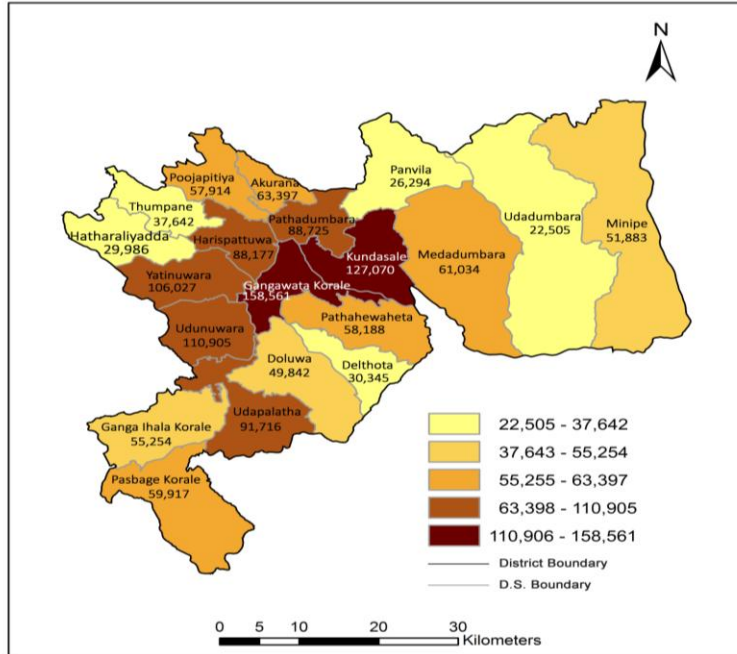 N
Poojapitiya
57,914
Akurana
63,397
Panvila
26,294
Thumpane
37,642
Pathadumbara
88,725
Udadumbara
22,505
Minipe
51,883
Hatharaliyadda
29,986
Harispattuwa
88,177
Kundasale
127,070
Medadumbara
61,034
Yatinuwara
106,027
Gangawata Korale
158,561
Udunuwara
110,905
Pathahewaheta
58,188
Doluwa
49,842
Delthota
30,345
Ganga Ihala Korale
55,254
Udapalatha
91,716
Pasbage Korale
59,917
22,505 - 37,642
37,643 - 55,254
55,255 - 63,397
63,398 - 110,905
110,906 - 158,561
District Boundary
D.S. Boundary
0 5 10 20 30
Kilometers